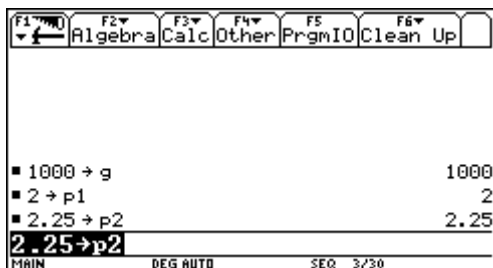 F1 F2 Algebra F3 Calc F4 Other F5 PrgmIO F6 Clean Up
1000 → g 1000
2 → p1 2
2.25 → p2 2.25
2.25→p2
MAIN DEG AUTO SEQ 3/30